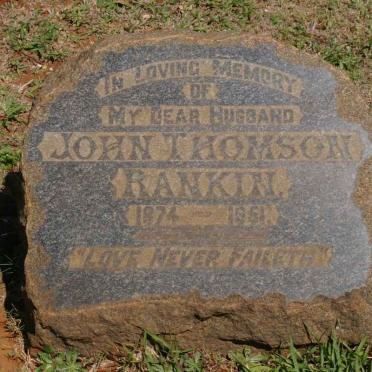 IN LOVING MEMORY
OF
MY DEAR HUSBAND
JOHN THOMSON
RANKIN.
1874 — 1951.
"LOVE NEVER FAILETH"